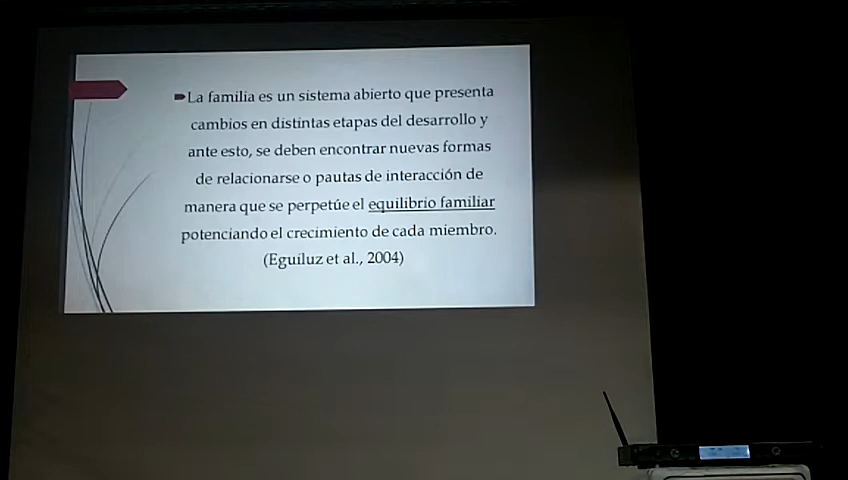 La familia es un sistema abierto que presenta
cambios en distintas etapas del desarrollo y
ante esto, se deben encontrar nuevas formas
de relacionarse o pautas de interacción de
manera que se perpetúe el equilibrio familiar
potenciando el crecimiento de cada miembro.
(Eguiluz et al., 2004)